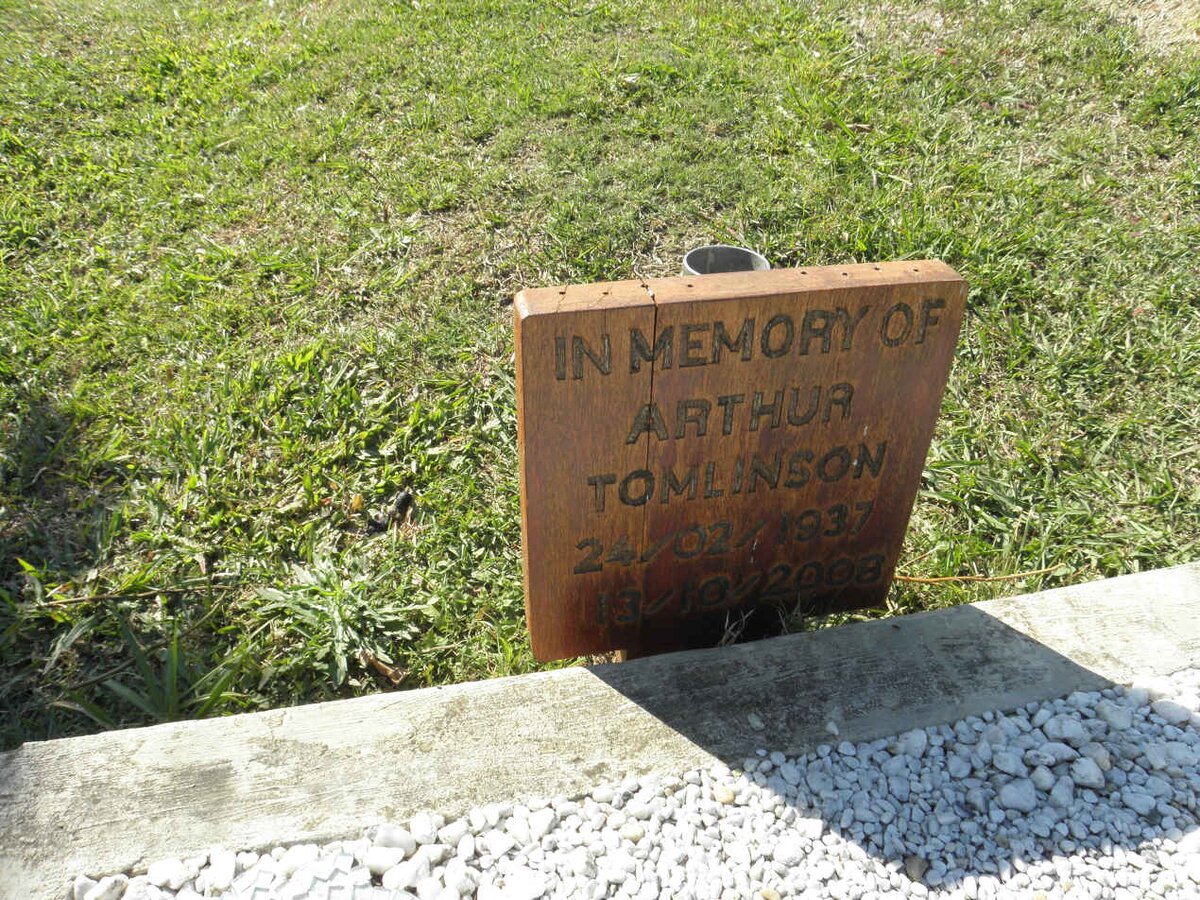 IN MEMORY OF
ARTHUR
TOMLINSON
24/02/1937
13/10/2008